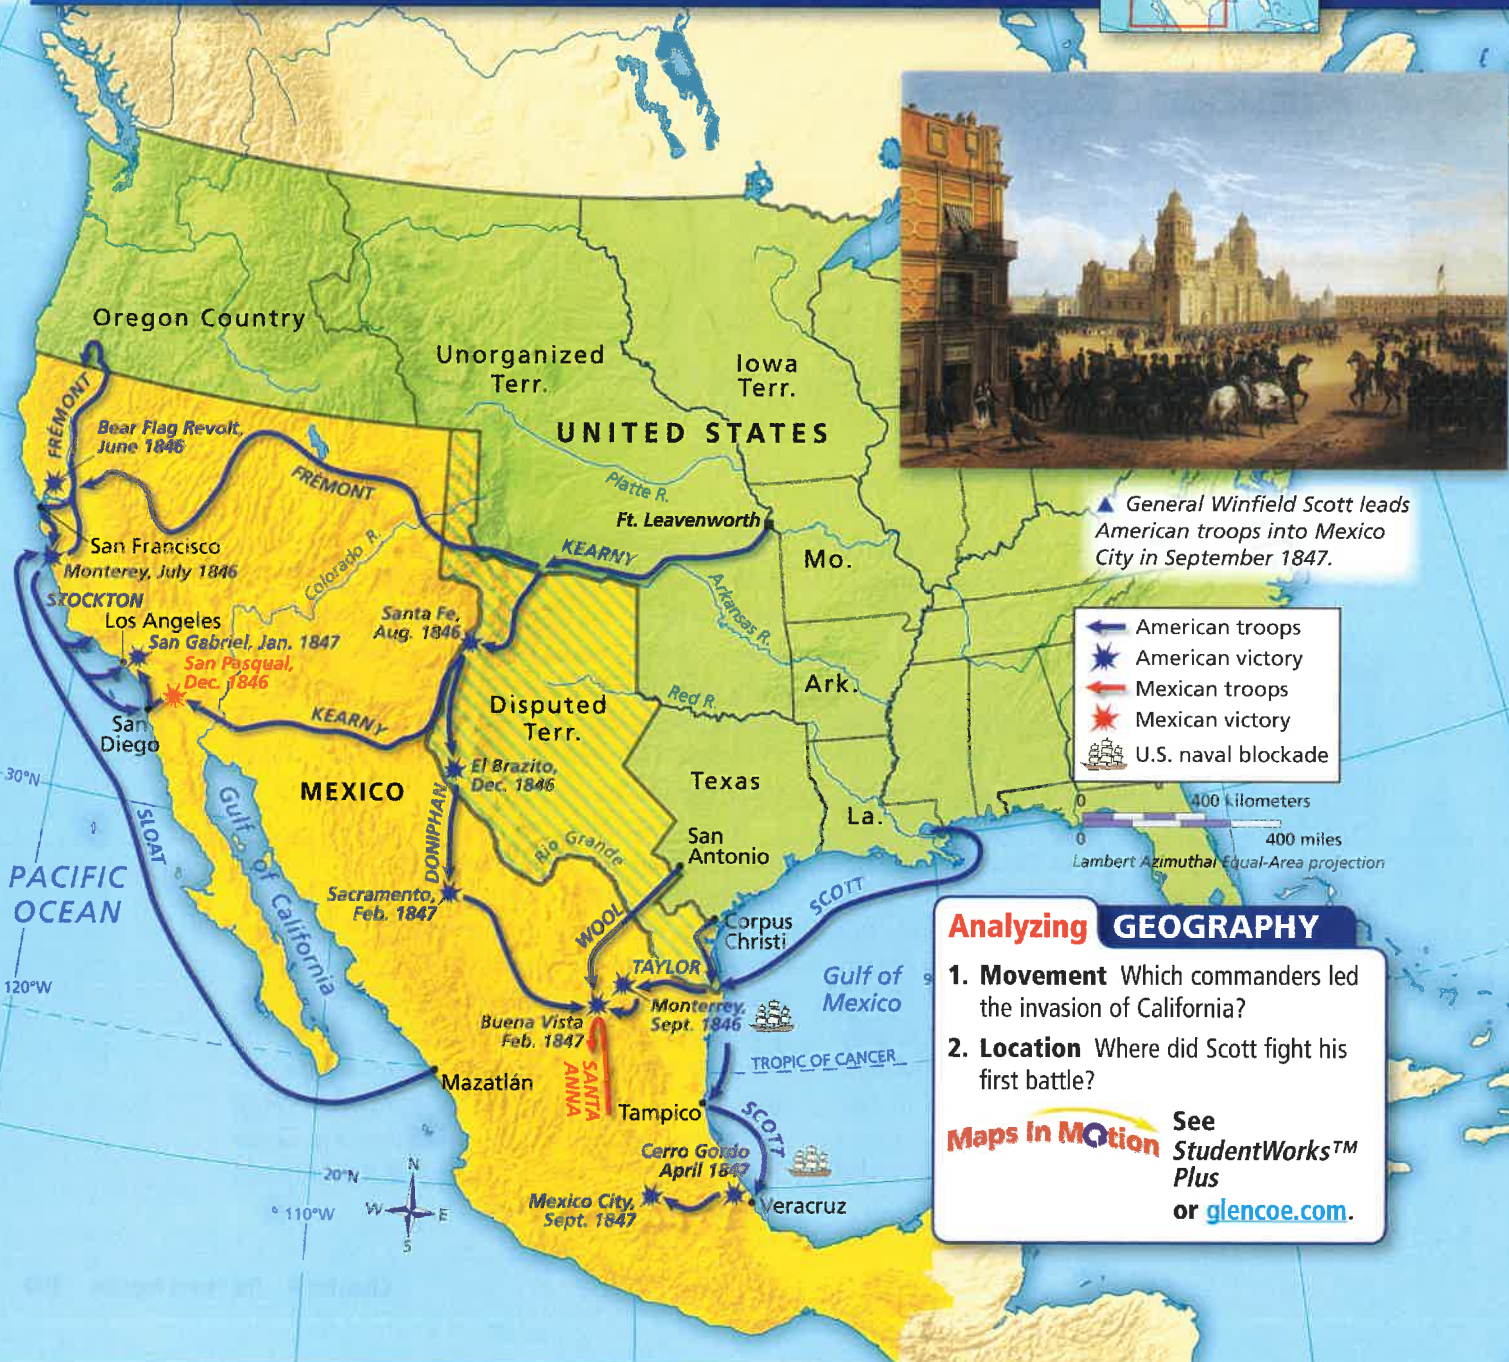 Oregon Country
Unorganized
Terr.
Iowa
Terr.
UNITED STATES
FRÉMONT
Bear Flag Revolt,
June 1846
FRÉMONT
Platte R.
Ft. Leavenworth
KEARNY
Mo.
San Francisco
Monterey, July 1846
Colorado R.
STOCKTON
Los Angeles
San Gabriel, Jan. 1847
San Pasqual,
Dec. 1846
Santa Fe,
Aug. 1846
Arkansas R.
Ark.
Red R.
Disputed
Terr.
KEARNY
San
Diego
30°N
MEXICO
El Brazito,
Dec. 1846
Texas
La.
SLOAT
Gulf of California
DONIPHAN
Rio Grande
San
Antonio
PACIFIC
OCEAN
Sacramento,
Feb. 1847
WOOL
Corpus
Christi
SCOTT
TAYLOR
Gulf of
Mexico
120°W
Monterrey,
Sept. 1846
Buena Vista
Feb. 1847
TROPIC OF CANCER
Mazatlán
SANTA
ANNA
Tampico
SCOTT
Cerro Gordo
April 1847
20°N
110°W
N
W
E
S
Mexico City,
Sept. 1847
Veracruz
General Winfield Scott leads
American troops into Mexico
City in September 1847.
American troops
American victory
Mexican troops
Mexican victory
U.S. naval blockade
0
400 kilometers
0
400 miles
Lambert Azimuthal Equal-Area projection
Analyzing GEOGRAPHY
1. Movement Which commanders led
the invasion of California?
2. Location Where did Scott fight his
first battle?
Maps In MOtion
See
StudentWorks™
Plus
or glencoe.com.